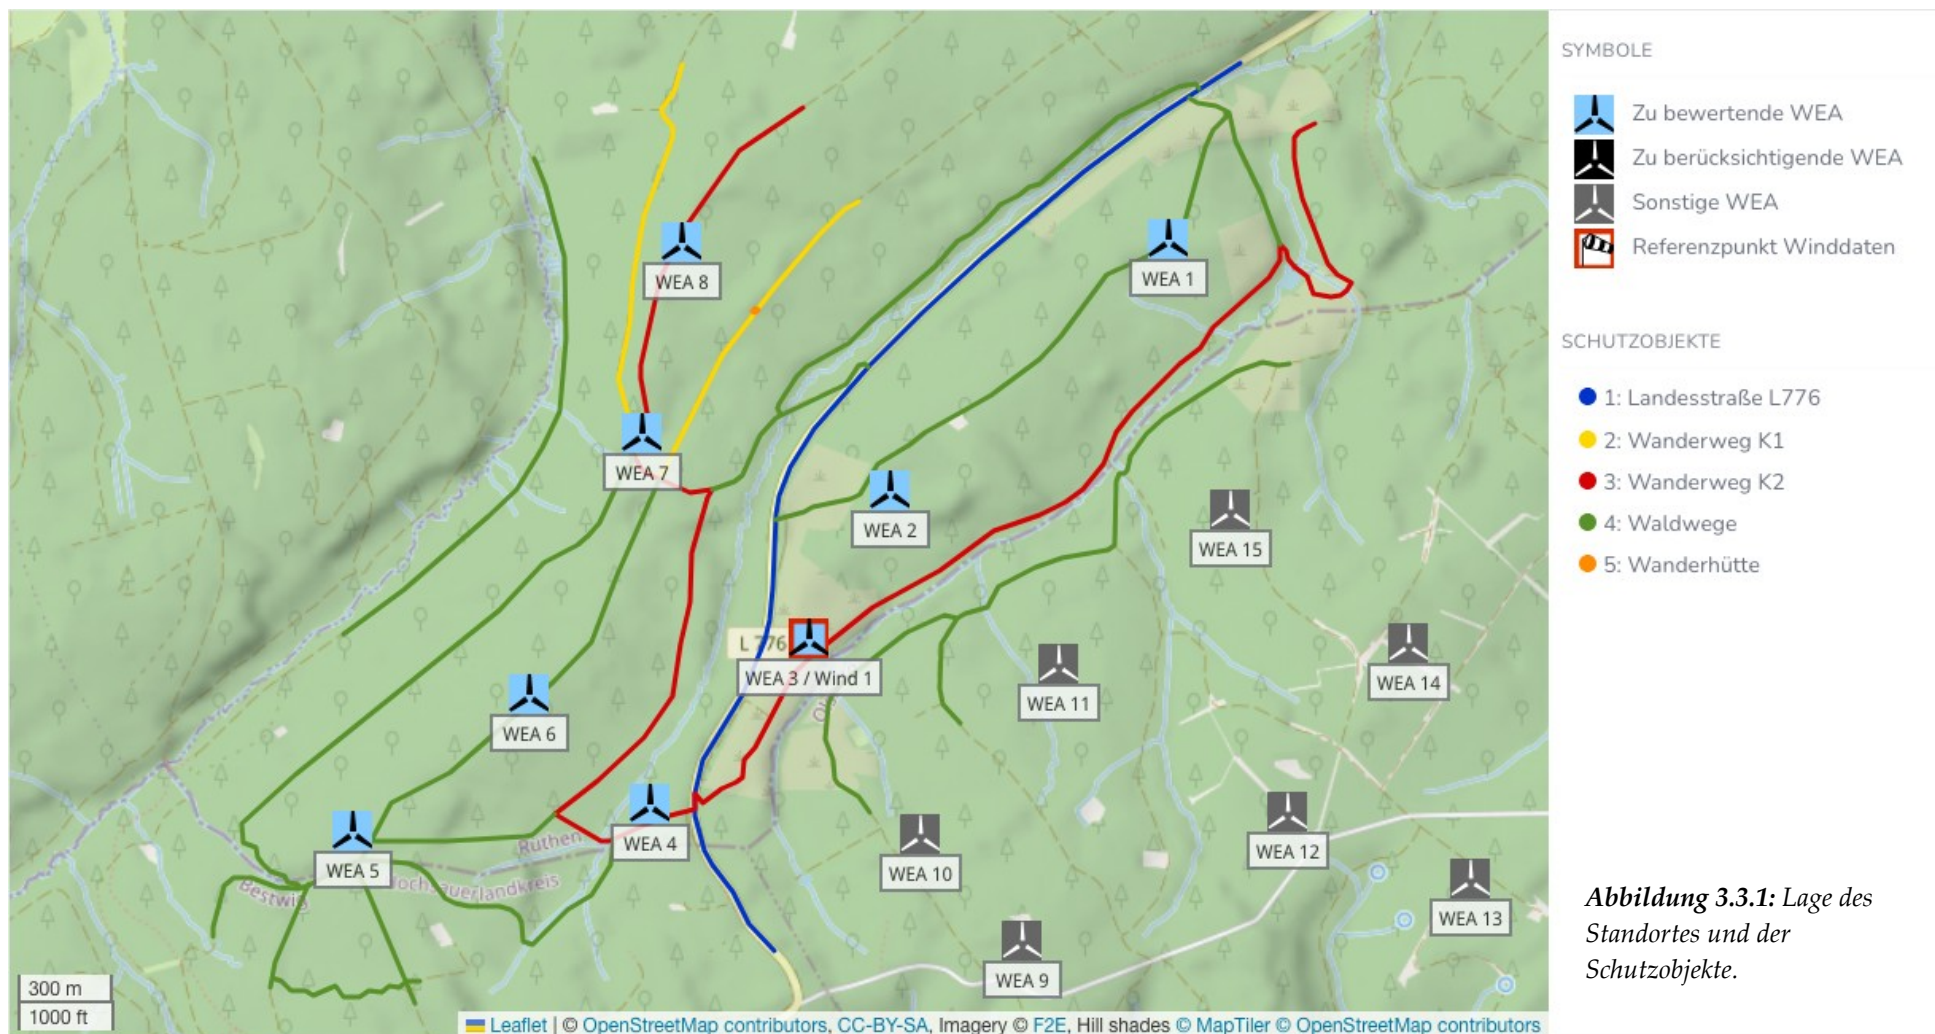 WEA 8
WEA 1
WEA 7
WEA 2
WEA 15
L 776
WEA 3 / Wind 1
WEA 11
WEA 14
WEA 6
WEA 4
WEA 5
WEA 10
WEA 12
WEA 13
WEA 9
Rüthen
Hochsauerlandkreis
Bestwig
300 m
1000 ft
Leaflet | © OpenStreetMap contributors, CC-BY-SA, Imagery © F2E, Hill shades © MapTiler © OpenStreetMap contributors
SYMBOLE
Zu bewertende WEA
Zu berücksichtigende WEA
Sonstige WEA
Referenzpunkt Winddaten
SCHUTZOBJEKTE
1: Landesstraße L776
2: Wanderweg K1
3: Wanderweg K2
4: Waldwege
5: Wanderhütte
Abbildung 3.3.1: Lage des
Standortes und der
Schutzobjekte.